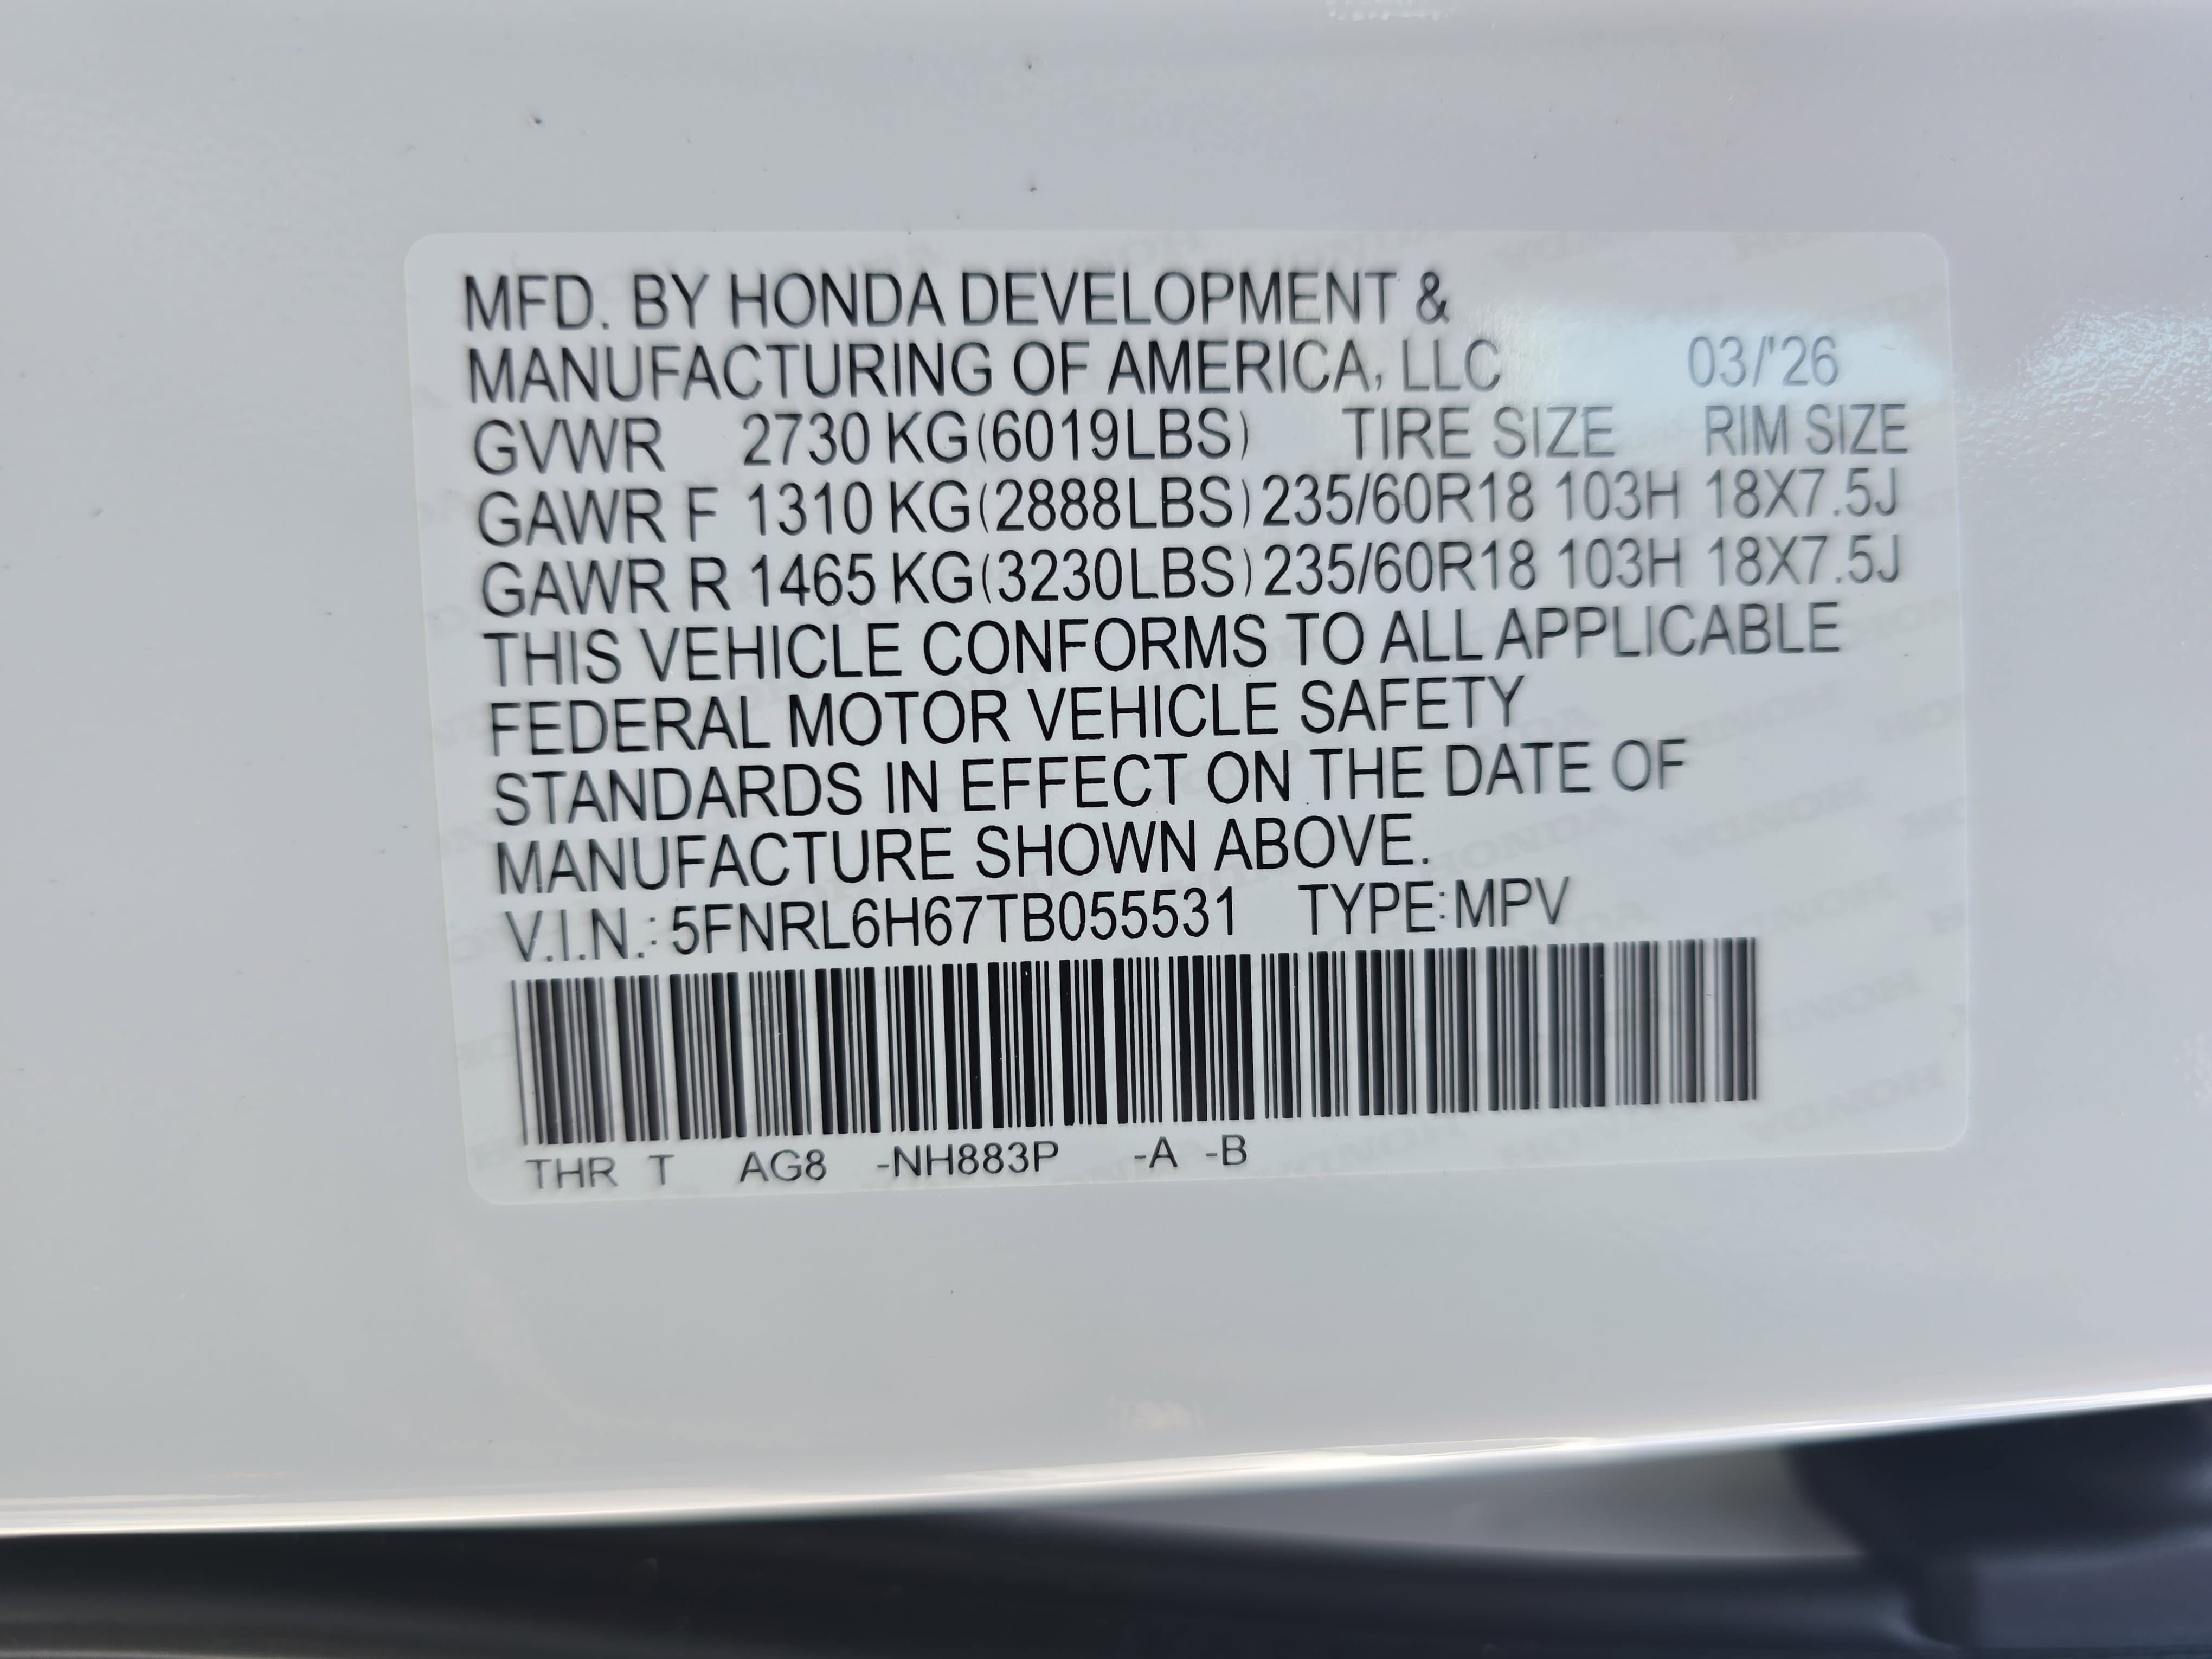 MFD. BY HONDA DEVELOPMENT &
MANUFACTURING OF AMERICA, LLC 03/'26
GVWR 2730 KG(6019LBS) TIRE SIZE RIM SIZE
GAWR F 1310 KG(2888LBS) 235/60R18 103H 18X7.5J
GAWR R 1465 KG(3230LBS) 235/60R18 103H 18X7.5J
THIS VEHICLE CONFORMS TO ALL APPLICABLE
FEDERAL MOTOR VEHICLE SAFETY
STANDARDS IN EFFECT ON THE DATE OF
MANUFACTURE SHOWN ABOVE.
V.I.N.: 5FNRL6H67TB055531 TYPE:MPV
THR T AG8 -NH883P -A -B